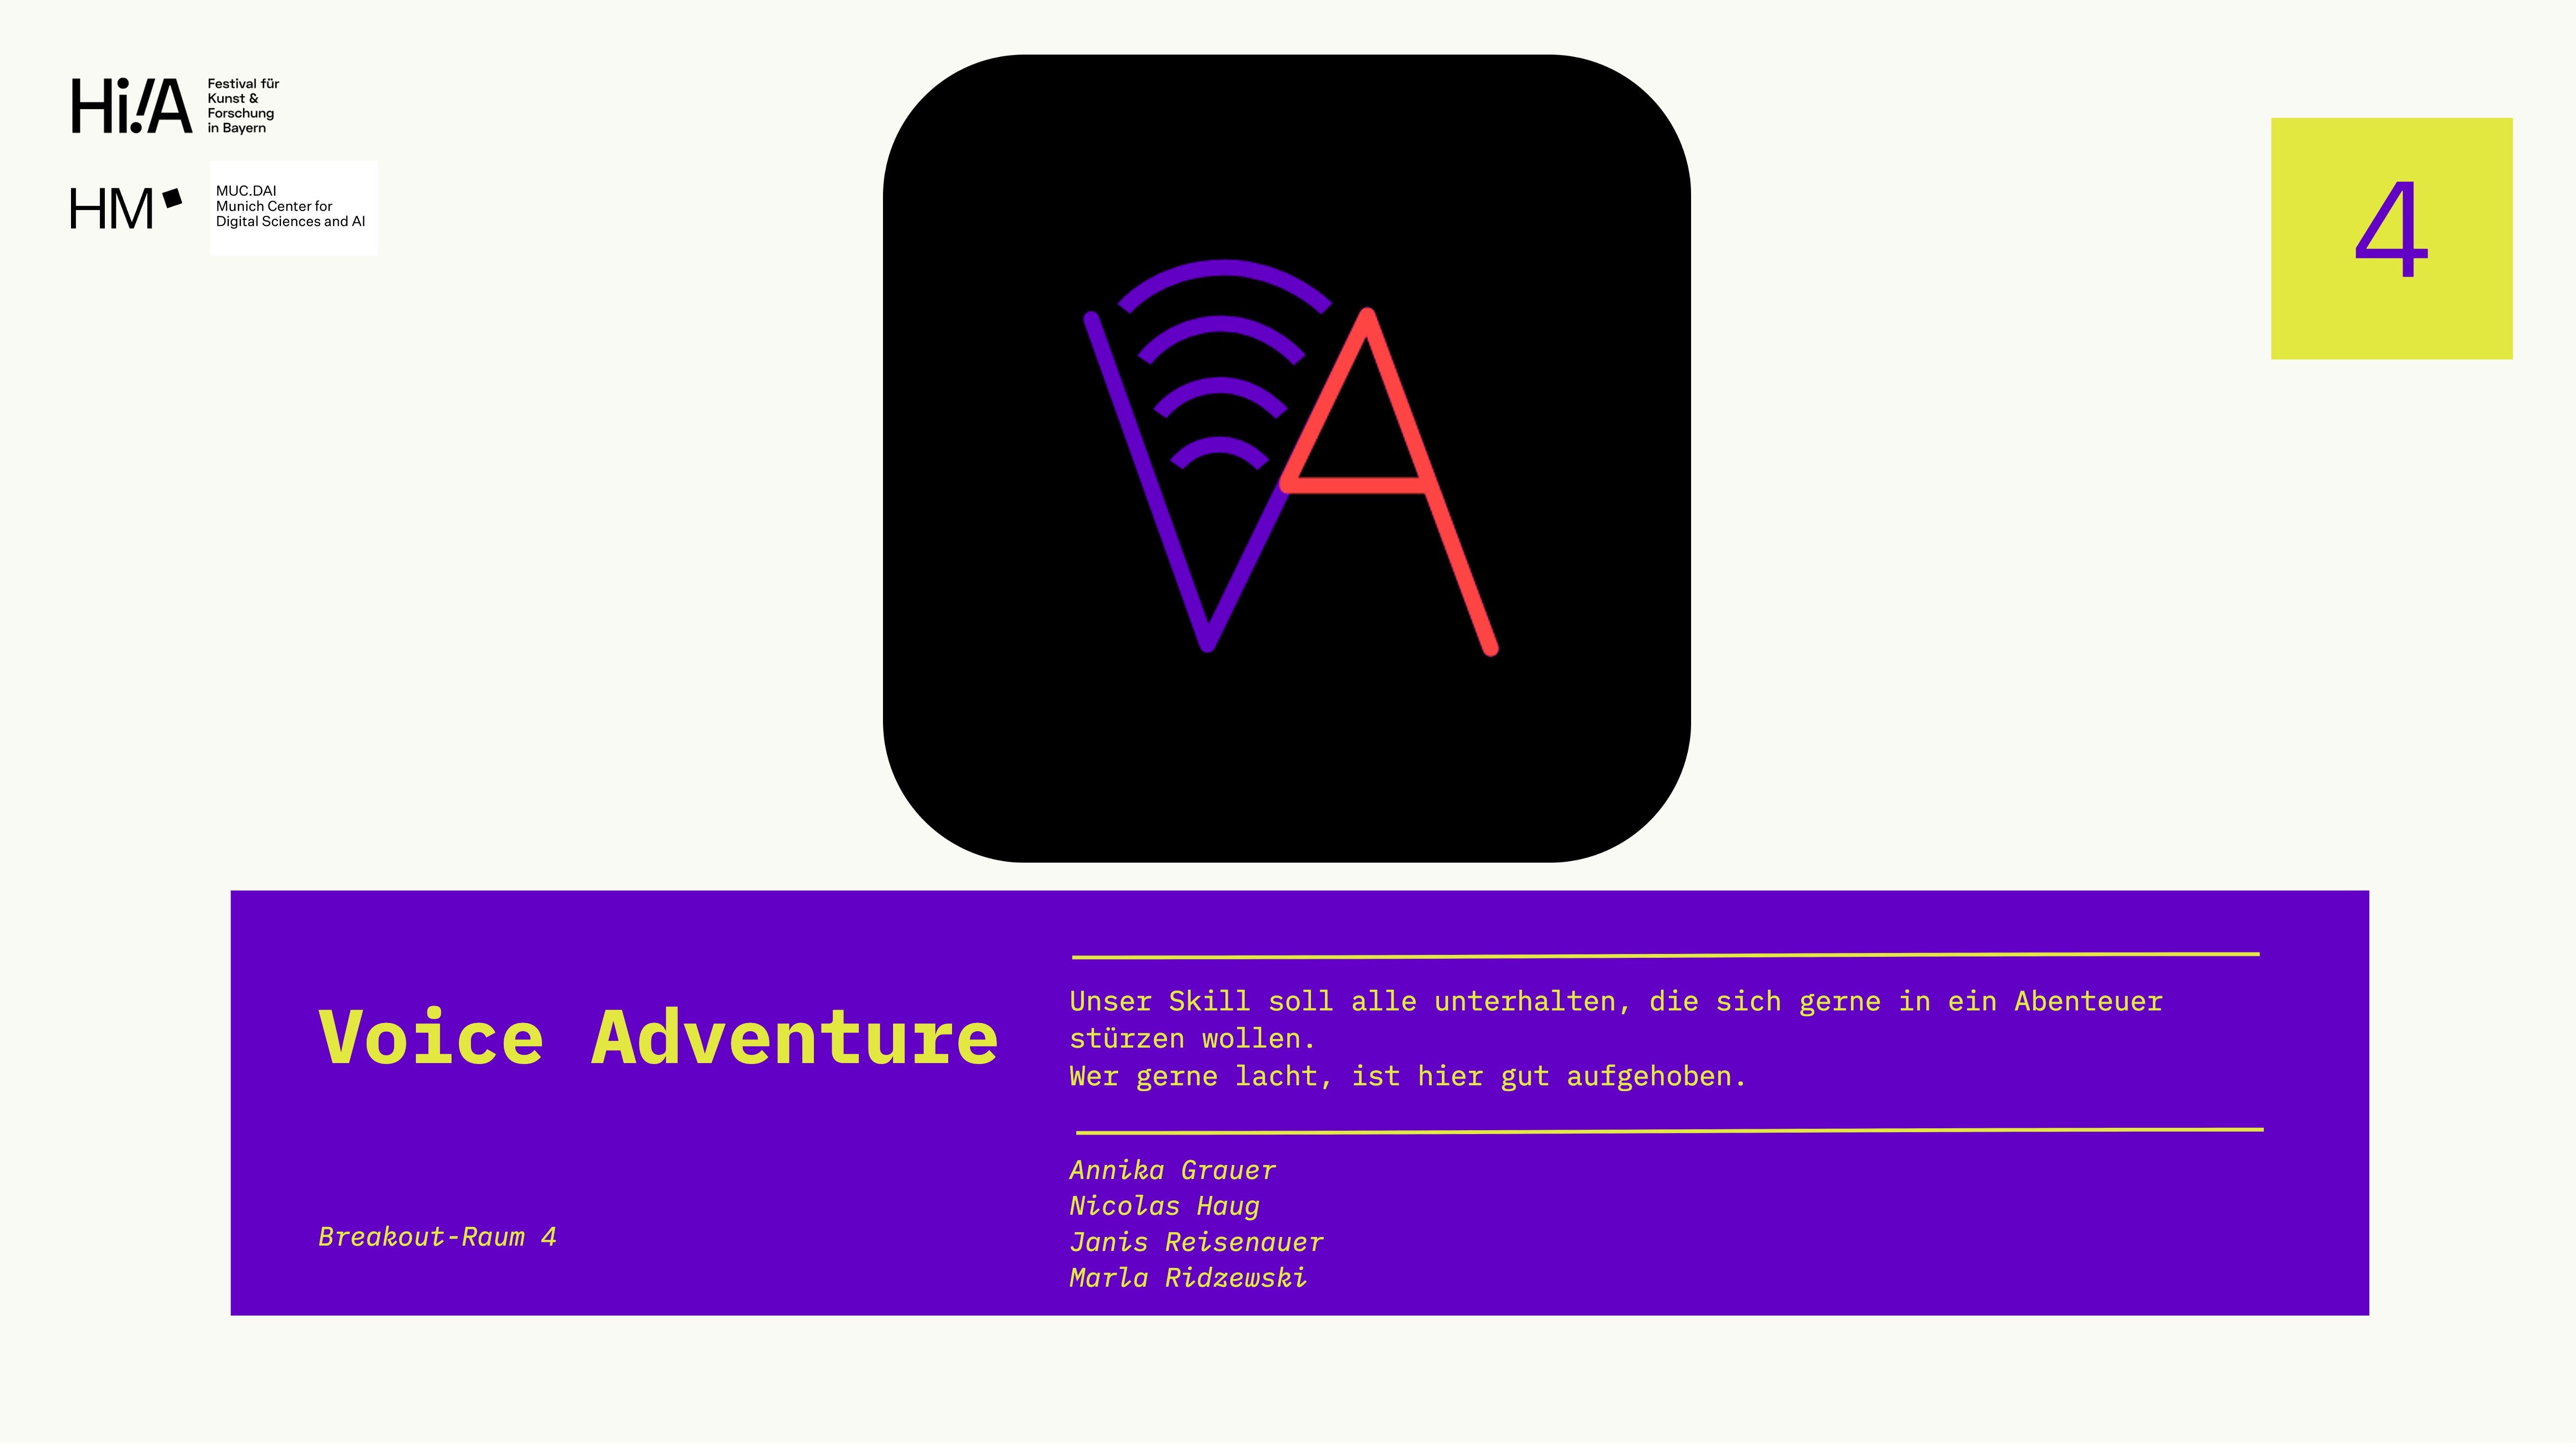 Hi!A
Festival für
Kunst &
Forschung
in Bayern
HM
MUC.DAI
Munich Center for
Digital Sciences and AI
4
VA
Voice Adventure
Unser Skill soll alle unterhalten, die sich gerne in ein Abenteuer
stürzen wollen.
Wer gerne lacht, ist hier gut aufgehoben.
Annika Grauer
Nicolas Haug
Janis Reisenauer
Marla Ridzewski
Breakout-Raum 4